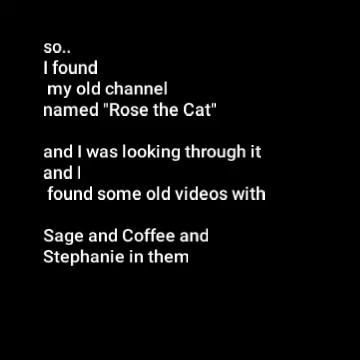 so..
I found
my old channel
named "Rose the Cat"
and I was looking through it
and I
found some old videos with
Sage and Coffee and
Stephanie in them